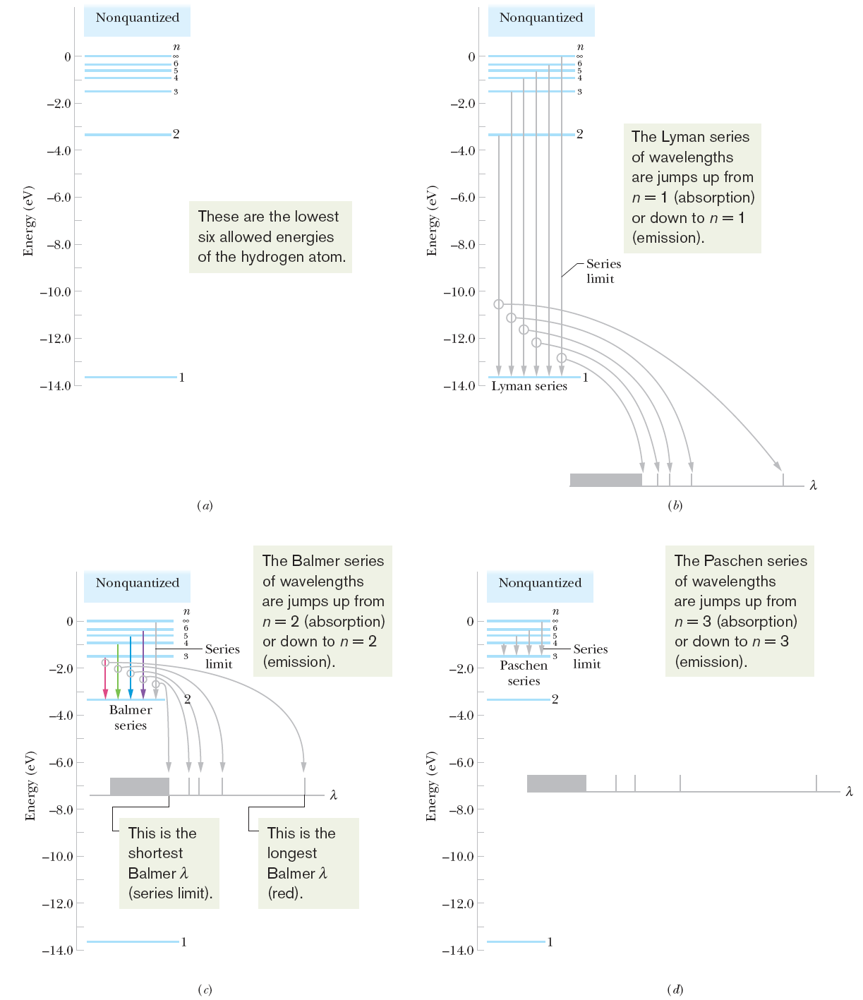 Nonquantized
n
∞
6
5
4
3
2
1
0
−2.0
−4.0
−6.0
−8.0
−10.0
−12.0
−14.0
Energy (eV)
These are the lowest
six allowed energies
of the hydrogen atom.
(a)
Nonquantized
n
∞
6
5
4
3
2
1
0
−2.0
−4.0
−6.0
−8.0
−10.0
−12.0
−14.0
Energy (eV)
The Lyman series
of wavelengths
are jumps up from
n = 1 (absorption)
or down to n = 1
(emission).
Series
limit
Lyman series
λ
(b)
Nonquantized
n
∞
6
5
4
3
2
1
0
−2.0
−4.0
−6.0
−8.0
−10.0
−12.0
−14.0
Energy (eV)
The Balmer series
of wavelengths
are jumps up from
n = 2 (absorption)
or down to n = 2
(emission).
Series
limit
Balmer
series
λ
This is the
shortest
Balmer λ
(series limit).
This is the
longest
Balmer λ
(red).
(c)
Nonquantized
n
∞
6
5
4
3
2
1
0
−2.0
−4.0
−6.0
−8.0
−10.0
−12.0
−14.0
Energy (eV)
The Paschen series
of wavelengths
are jumps up from
n = 3 (absorption)
or down to n = 3
(emission).
Series
limit
Paschen
series
λ
(d)